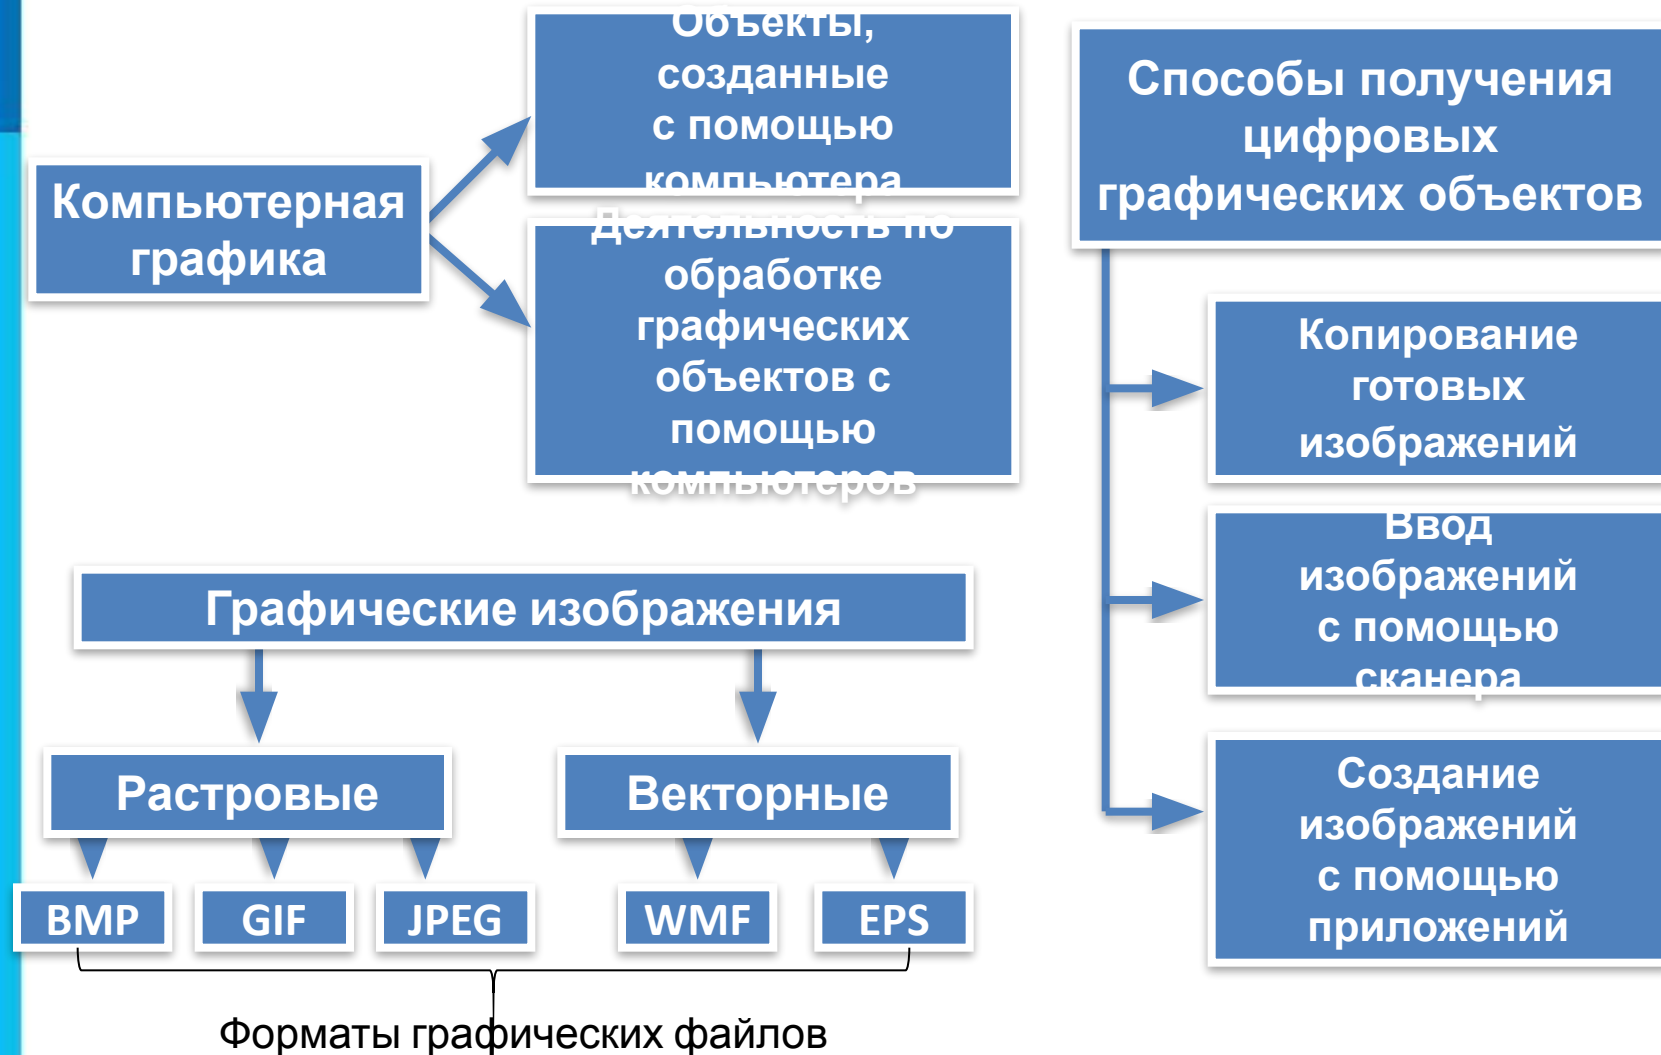 Компьютерная
графика
Объекты,
созданные
с помощью
компьютера
Деятельность по
обработке
графических
объектов с
помощью
компьютеров
Способы получения
цифровых
графических объектов
Копирование
готовых
изображений
Ввод
изображений
с помощью
сканера
Создание
изображений
с помощью
приложений
Графические изображения
Растровые
Векторные
BMP
GIF
JPEG
WMF
EPS
Форматы графических файлов